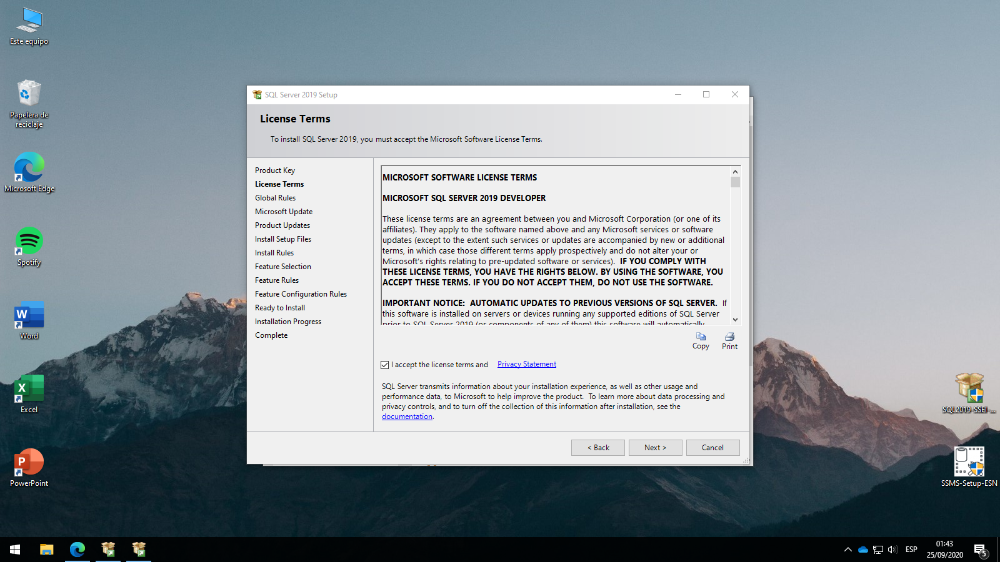 Este equipo
Papelera de
reciclaje
Microsoft Edge
Spotify
Word
Excel
PowerPoint
SQL Server 2019 Setup
License Terms
To install SQL Server 2019, you must accept the Microsoft Software License Terms.
Product Key
License Terms
Global Rules
Microsoft Update
Product Updates
Install Setup Files
Install Rules
Feature Selection
Feature Rules
Feature Configuration Rules
Ready to Install
Installation Progress
Complete
MICROSOFT SOFTWARE LICENSE TERMS
MICROSOFT SQL SERVER 2019 DEVELOPER
These license terms are an agreement between you and Microsoft Corporation (or one of its
affiliates). They apply to the software named above and any Microsoft services or software
updates (except to the extent such services or updates are accompanied by new or additional
terms, in which case those different terms apply prospectively and do not alter your or
Microsoft's rights relating to pre-updated software or services). IF YOU COMPLY WITH
THESE LICENSE TERMS, YOU HAVE THE RIGHTS BELOW. BY USING THE SOFTWARE, YOU
ACCEPT THESE TERMS. IF YOU DO NOT ACCEPT THEM, DO NOT USE THE SOFTWARE.
IMPORTANT NOTICE: AUTOMATIC UPDATES TO PREVIOUS VERSIONS OF SQL SERVER. If
this software is installed on servers or devices running any supported editions of SQL Server
prior to SQL Server 2019 (or components of any of them) this software will automatically
Copy
Print
I accept the license terms and Privacy Statement
SQL Server transmits information about your installation experience, as well as other usage and
performance data, to Microsoft to help improve the product. To learn more about data processing and
privacy controls, and to turn off the collection of this information after installation, see the
documentation.
< Back
Next >
Cancel
SQL2019-SSEI-...
SSMS-Setup-ESN
ESP
01:43
25/09/2020
5